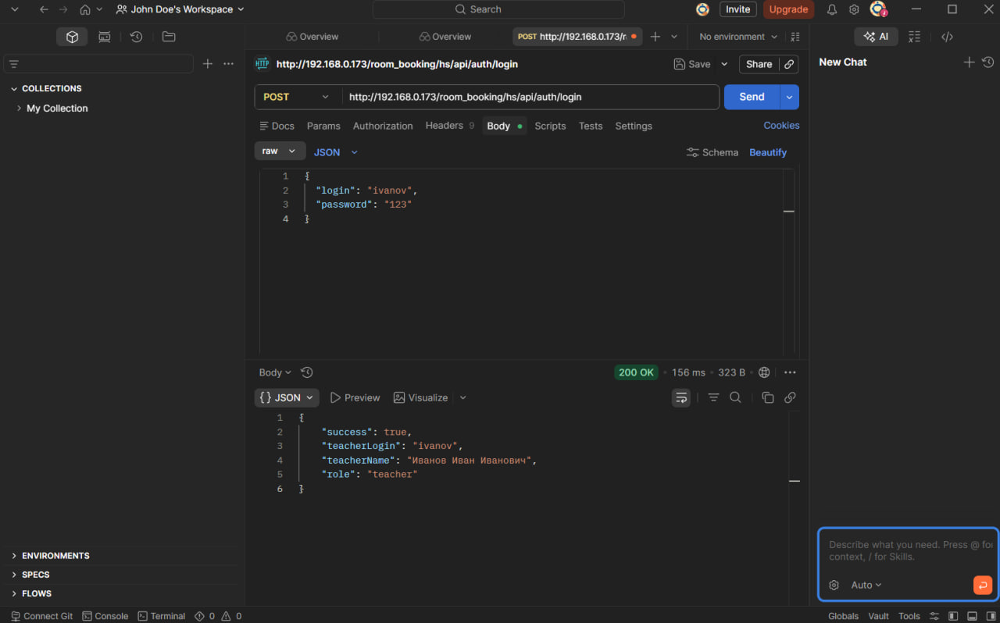 John Doe's Workspace
Search
Invite
Upgrade
J
Overview
Overview
POST http://192.168.0.173/r
No environment
AI
http://192.168.0.173/room_booking/hs/api/auth/login
Save
Share
New Chat
COLLECTIONS
My Collection
HTTP
POST
http://192.168.0.173/room_booking/hs/api/auth/login
Send
Docs
Params
Authorization
Headers 9
Body
Scripts
Tests
Settings
Cookies
raw
JSON
Schema
Beautify
1 {
2 "login": "ivanov",
3 "password": "123"
4 }
Body
200 OK
156 ms
323 B
{} JSON
Preview
Visualize
1 {
2 "success": true,
3 "teacherLogin": "ivanov",
4 "teacherName": "Иванов Иван Иванович",
5 "role": "teacher"
6 }
ENVIRONMENTS
SPECS
FLOWS
Describe what you need. Press @ for
context, / for Skills.
Auto
Connect Git
Console
Terminal
0
0
Globals
Vault
Tools